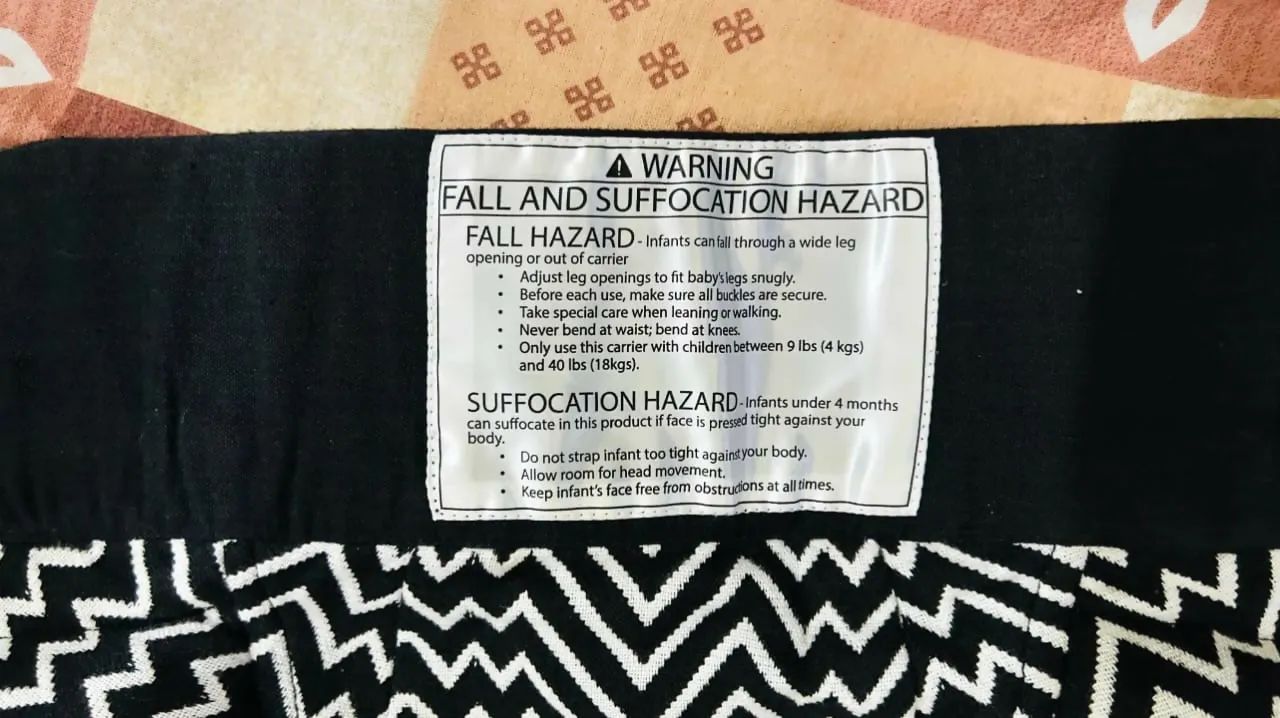 ⚠ WARNING
FALL AND SUFFOCATION HAZARD
FALL HAZARD - Infants can fall through a wide leg
opening or out of carrier
• Adjust leg openings to fit baby's legs snugly.
• Before each use, make sure all buckles are secure.
• Take special care when leaning or walking.
• Never bend at waist; bend at knees.
• Only use this carrier with children between 9 lbs (4 kgs)
and 40 lbs (18kgs).
SUFFOCATION HAZARD - Infants under 4 months
can suffocate in this product if face is pressed tight against your
body.
• Do not strap infant too tight against your body.
• Allow room for head movement.
• Keep infant's face free from obstructions at all times.